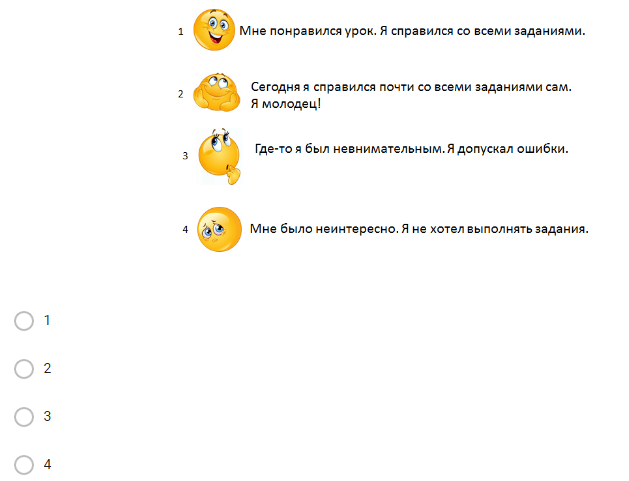 1 Мне понравился урок. Я справился со всеми заданиями.
2 Сегодня я справился почти со всеми заданиями сам.
Я молодец!
3 Где-то я был невнимательным. Я допускал ошибки.
4 Мне было неинтересно. Я не хотел выполнять задания.
1
2
3
4